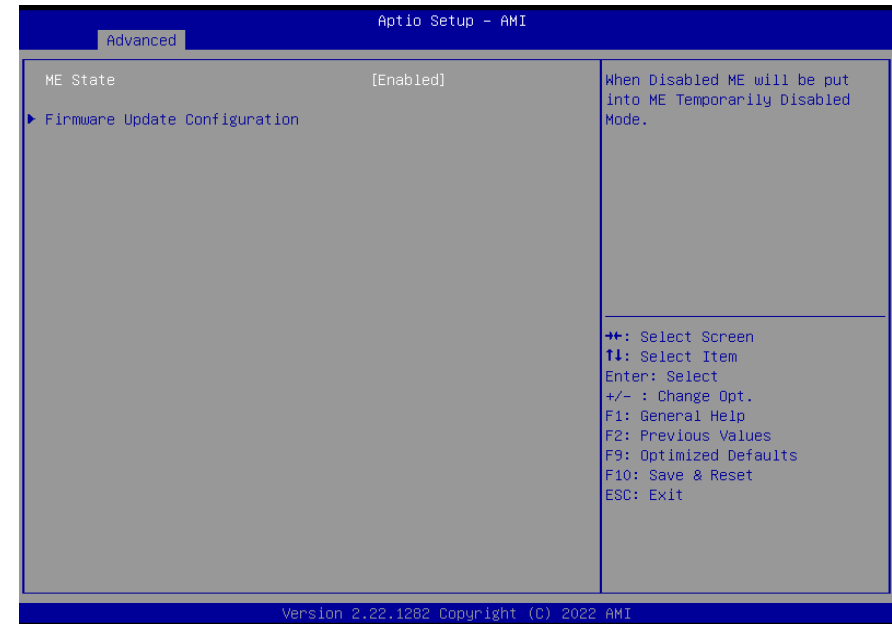 Aptio Setup – AMI
Advanced
ME State [Enabled]
▶ Firmware Update Configuration
When Disabled ME will be put
into ME Temporarily Disabled
Mode.
→←: Select Screen
↑↓: Select Item
Enter: Select
+/- : Change Opt.
F1: General Help
F2: Previous Values
F9: Optimized Defaults
F10: Save & Reset
ESC: Exit
Version 2.22.1282 Copyright (C) 2022 AMI